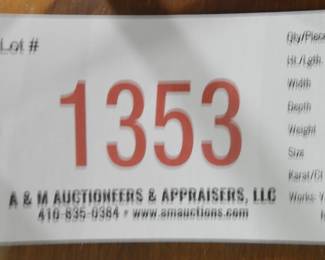 Lot #
1353
A & M AUCTIONEERS & APPRAISERS, LLC
410-835-0384 • www.amauctions.com
Qty/Piece
Ht./Lgth.
Width
Depth
Weight
Size
Karat/Ct
Works: Y